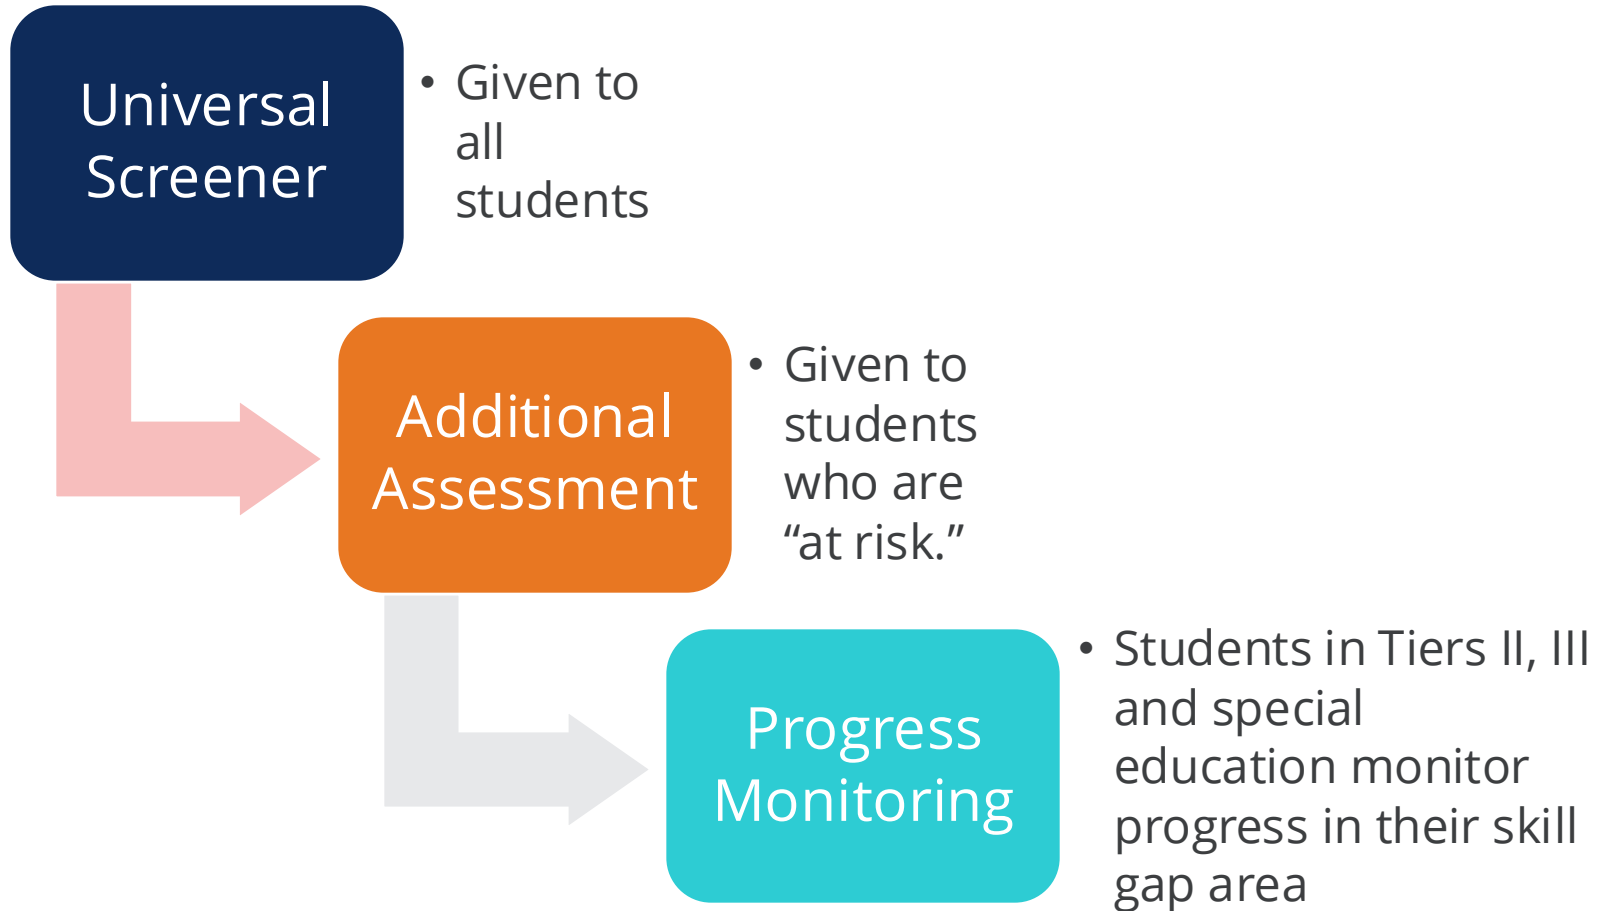 Universal
Screener
• Given to
all
students
Additional
Assessment
• Given to
students
who are
“at risk.”
Progress
Monitoring
• Students in Tiers II, III
and special
education monitor
progress in their skill
gap area